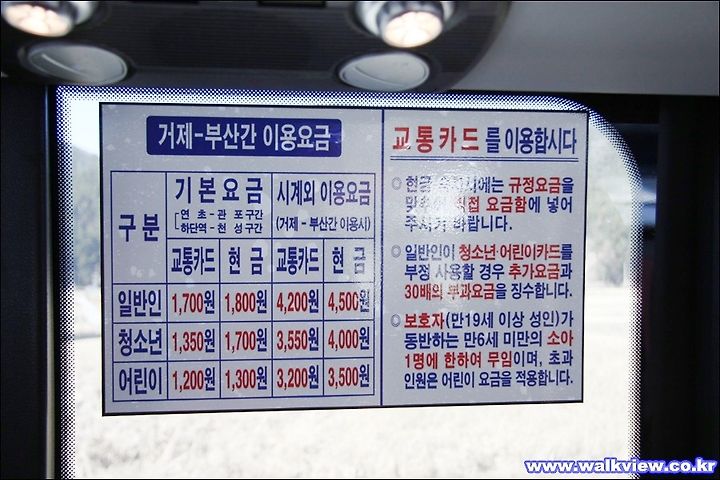 거제-부산간 이용요금
구 분
기 본 요 금
[연 초 - 관 포 구간
하단역 - 천 성 구간]
시계외 이용요금
(거제 - 부산간 이용시)
교통카드 현 금 교통카드 현 금
일반인 1,700원 1,800원 4,200원 4,500원
청소년 1,350원 1,700원 3,550원 4,000원
어린이 1,200원 1,300원 3,200원 3,500원
교통카드를 이용합시다
◎ 현금 에는 규정요금을
직접 요금함에 넣어
주시기 바랍니다.
◎ 일반인이 청소년·어린이카드를
부정 사용할 경우 추가요금과
30배의 부과요금을 징수합니다.
◎ 보호자(만19세 이상 성인)가
동반하는 만6세 미만의 소아
1명에 한하여 무임이며, 초과
인원은 어린이 요금을 적용합니다.
www.walkview.co.kr